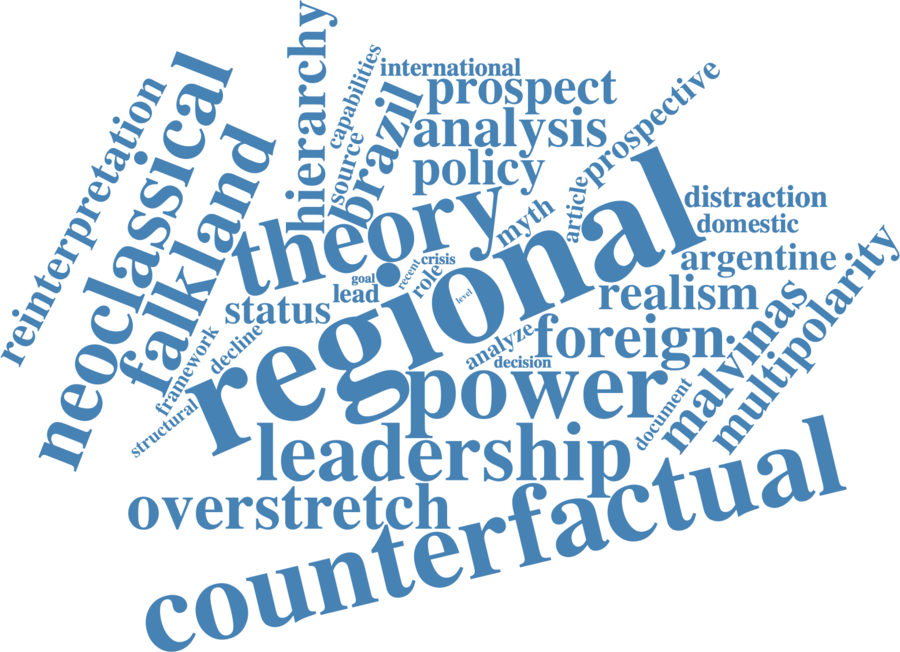 international
hierarchy
capabilities
prospect
prospective
reinterpretation
neoclassical
brazil
analysis
source
falkland
policy
article
distraction
theory
myth
domestic
regional
crisis
recent
argentine
goal
role
lead
level
realism
status
multipolarity
malvinas
decline
analyze
foreign
framework
decision
power
structural
document
leadership
overstretch
counterfactual